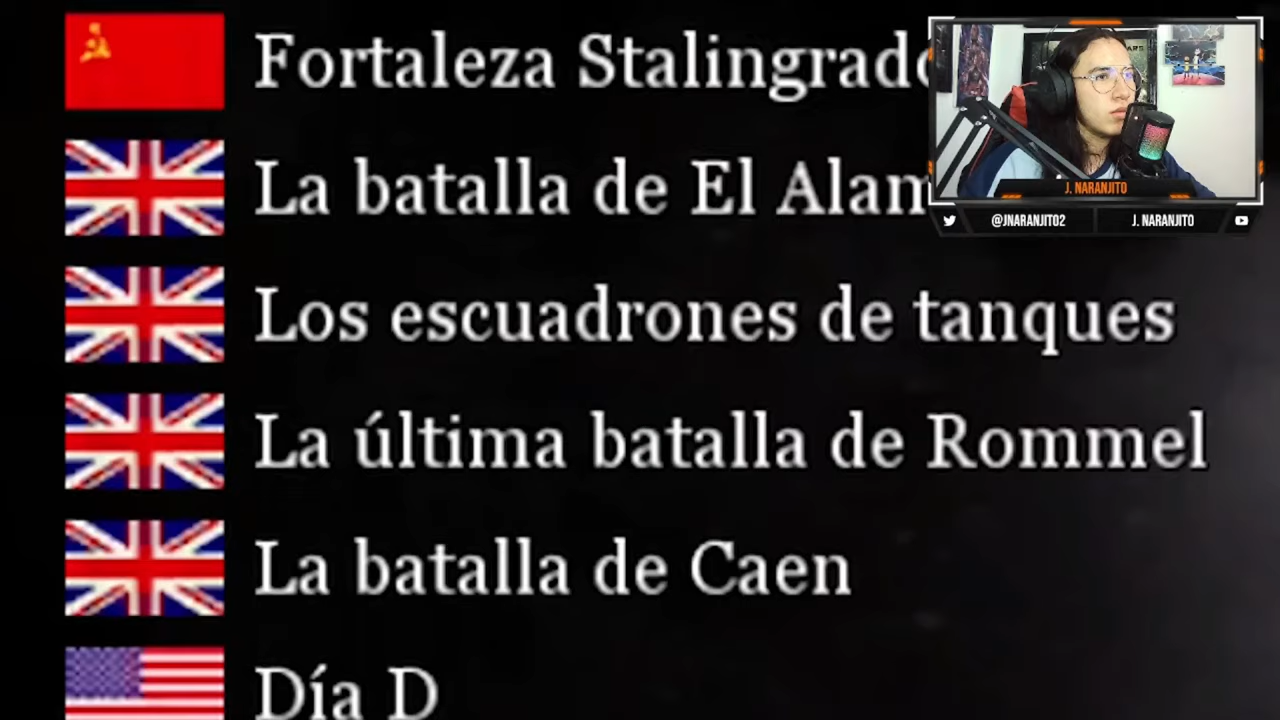 Fortaleza Stalingrado
La batalla de El Alam
Los escuadrones de tanques
La última batalla de Rommel
La batalla de Caen
Día D
J. NARANJITO
@JNARANJITO2
J. NARANJITO